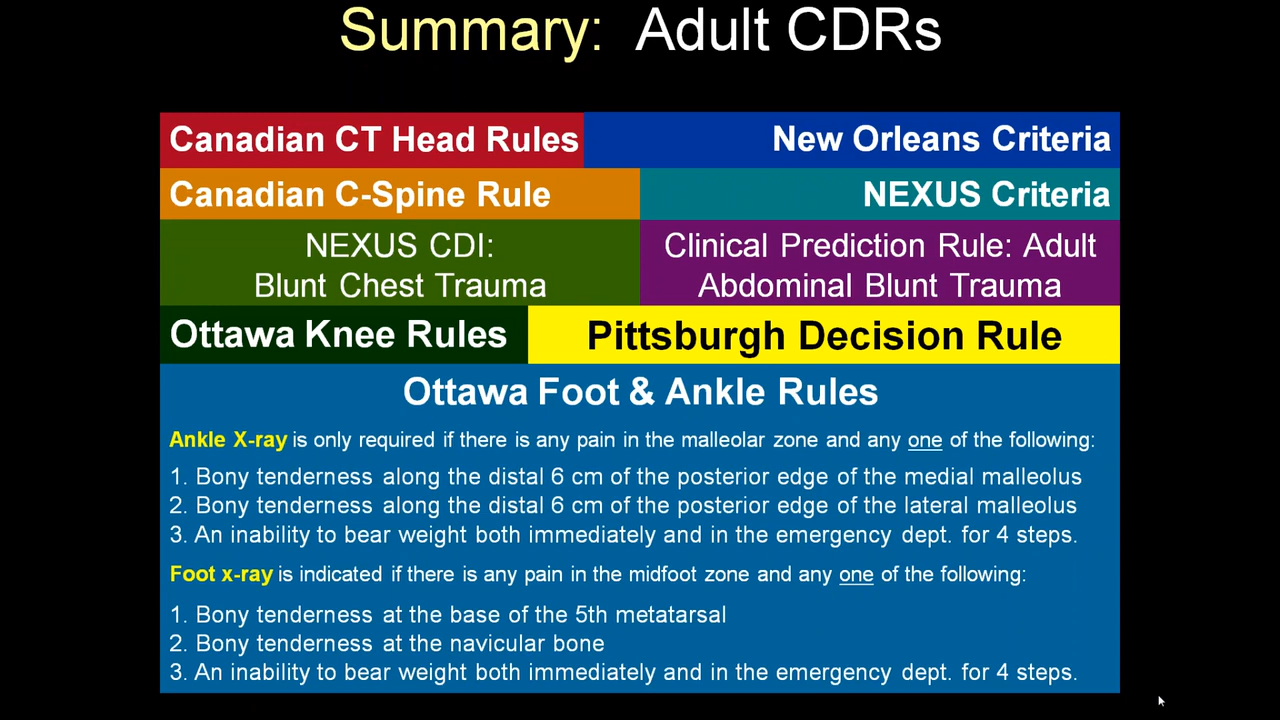 Summary: Adult CDRs
Canadian CT Head Rules
New Orleans Criteria
Canadian C-Spine Rule
NEXUS Criteria
NEXUS CDI:
Blunt Chest Trauma
Clinical Prediction Rule: Adult
Abdominal Blunt Trauma
Ottawa Knee Rules
Pittsburgh Decision Rule
Ottawa Foot & Ankle Rules
Ankle X-ray is only required if there is any pain in the malleolar zone and any one of the following:
1. Bony tenderness along the distal 6 cm of the posterior edge of the medial malleolus
2. Bony tenderness along the distal 6 cm of the posterior edge of the lateral malleolus
3. An inability to bear weight both immediately and in the emergency dept. for 4 steps.
Foot x-ray is indicated if there is any pain in the midfoot zone and any one of the following:
1. Bony tenderness at the base of the 5th metatarsal
2. Bony tenderness at the navicular bone
3. An inability to bear weight both immediately and in the emergency dept. for 4 steps.